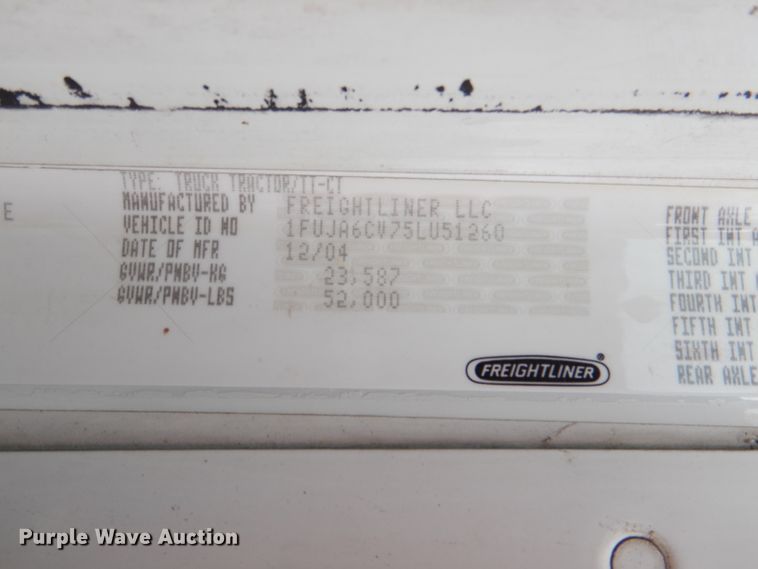 TYPE: TRUCK TRACTOR/TT-CT
E MANUFACTURED BY FREIGHTLINER LLC
VEHICLE ID NO 1FUJA6CV75LU51260
DATE OF MFR 12/04
GVWR/PNBV-KG 23,587
GVWR/PNBV-LBS 52,000
FRONT AXLE
FIRST INT A
SECOND INT
THIRD INT
FOURTH INT
FIFTH INT
SIXTH INT
REAR AXLE
FREIGHTLINER®
Purple Wave Auction